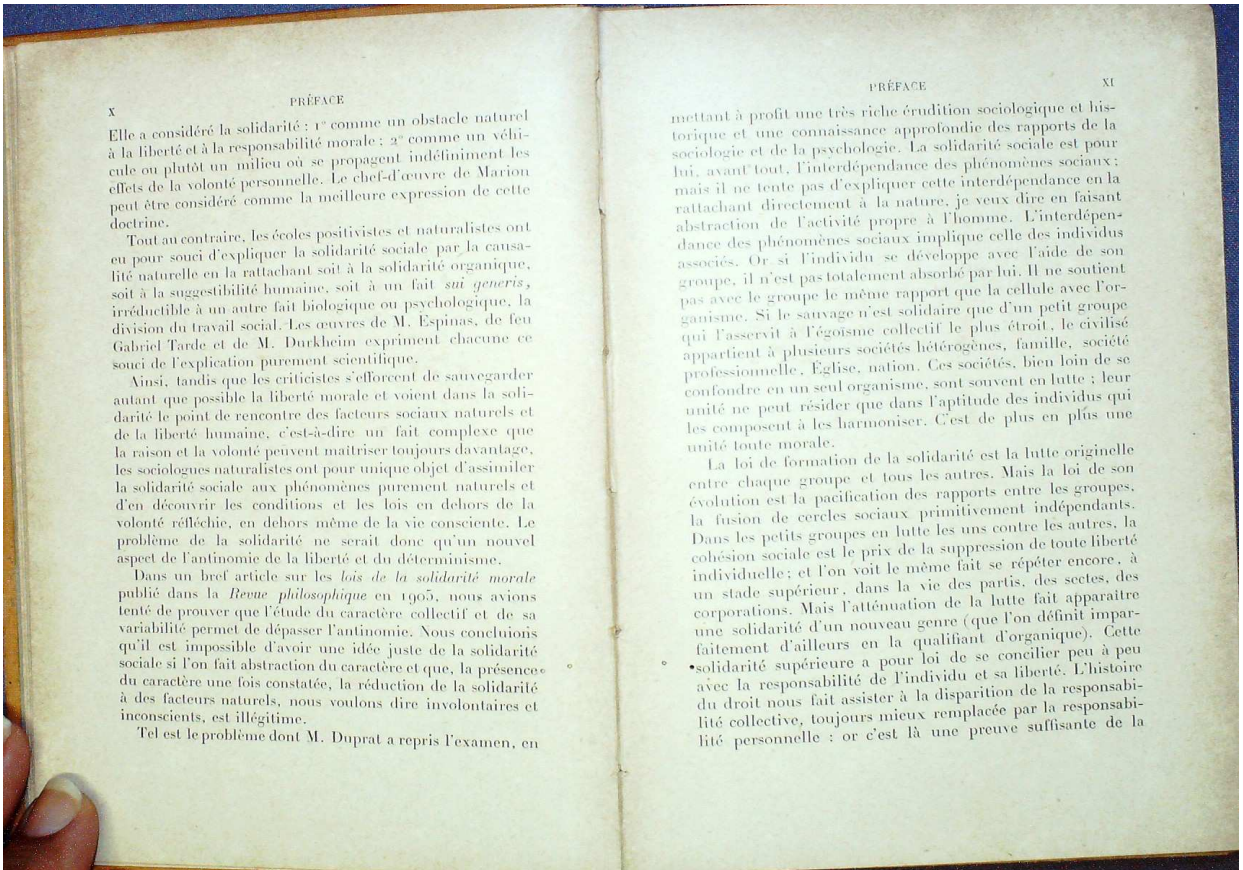 X
PRÉFACE
Elle a considéré la solidarité : 1° comme un obstacle naturel
à la liberté et à la responsabilité morale ; 2° comme un véhi-
cule ou plutôt un milieu où se propagent indéfiniment les
effets de la volonté personnelle. Le chef-d'œuvre de Marion
peut être considéré comme la meilleure expression de cette
doctrine.
Tout au contraire, les écoles positivistes et naturalistes ont
eu pour souci d'expliquer la solidarité sociale par la causa-
lité naturelle en la rattachant soit à la solidarité organique,
soit à la suggestibilité humaine, soit à un fait sui generis,
irréductible à un autre fait biologique ou psychologique, la
division du travail social. Les œuvres de M. Espinas, de feu
Gabriel Tarde et de M. Durkheim expriment chacune ce
souci de l'explication purement scientifique.
Ainsi, tandis que les criticistes s'efforcent de sauvegarder
autant que possible la liberté morale et voient dans la soli-
darité le point de rencontre des facteurs sociaux naturels et
de la liberté humaine, c'est-à-dire un fait complexe que
la raison et la volonté peuvent maîtriser toujours davantage,
les sociologues naturalistes ont pour unique objet d'assimiler
la solidarité sociale aux phénomènes purement naturels et
d'en découvrir les conditions et les lois en dehors de la
volonté réfléchie, en dehors même de la vie consciente. Le
problème de la solidarité ne serait donc qu'un nouvel
aspect de l'antinomie de la liberté et du déterminisme.
Dans un bref article sur les lois de la solidarité morale
publié dans la Revue philosophique en 1905, nous avions
tenté de prouver que l'étude du caractère collectif et de sa
variabilité permet de dépasser l'antinomie. Nous concluions
qu'il est impossible d'avoir une idée juste de la solidarité
sociale si l'on fait abstraction du caractère et que, la présence
du caractère une fois constatée, la réduction de la solidarité
à des facteurs naturels, nous voulons dire involontaires et
inconscients, est illégitime.
Tel est le problème dont M. Duprat a repris l'examen, en
PRÉFACE
XI
mettant à profit une très riche érudition sociologique et his-
torique et une connaissance approfondie des rapports de la
sociologie et de la psychologie. La solidarité sociale est pour
lui, avant tout, l'interdépendance des phénomènes sociaux ;
mais il ne tente pas d'expliquer cette interdépendance en la
rattachant directement à la nature, je veux dire en faisant
abstraction de l'activité propre à l'homme. L'interdépen-
dance des phénomènes sociaux implique celle des individus
associés. Or si l'individu se développe avec l'aide de son
groupe, il n'est pas totalement absorbé par lui. Il ne soutient
pas avec le groupe le même rapport que la cellule avec l'or-
ganisme. Si le sauvage n'est solidaire que d'un petit groupe
qui l'asservit à l'égoïsme collectif le plus étroit, le civilisé
appartient à plusieurs sociétés hétérogènes, famille, société
professionnelle, Église, nation. Ces sociétés, bien loin de se
confondre en un seul organisme, sont souvent en lutte ; leur
unité ne peut résider que dans l'aptitude des individus qui
les composent à les harmoniser. C'est de plus en plus une
unité toute morale.
La loi de formation de la solidarité est la lutte originelle
entre chaque groupe et tous les autres. Mais la loi de son
évolution est la pacification des rapports entre les groupes,
la fusion de cercles sociaux primitivement indépendants.
Dans les petits groupes en lutte les uns contre les autres, la
cohésion sociale est le prix de la suppression de toute liberté
individuelle ; et l'on voit le même fait se répéter encore, à
un stade supérieur, dans la vie des partis, des sectes, des
corporations. Mais l'atténuation de la lutte fait apparaître
une solidarité d'un nouveau genre (que l'on définit impar-
faitement d'ailleurs en la qualifiant d'organique). Cette
solidarité supérieure a pour loi de se concilier peu à peu
avec la responsabilité de l'individu et sa liberté. L'histoire
du droit nous fait assister à la disparition de la responsabi-
lité collective, toujours mieux remplacée par la responsabi-
lité personnelle : or c'est là une preuve suffisante de la